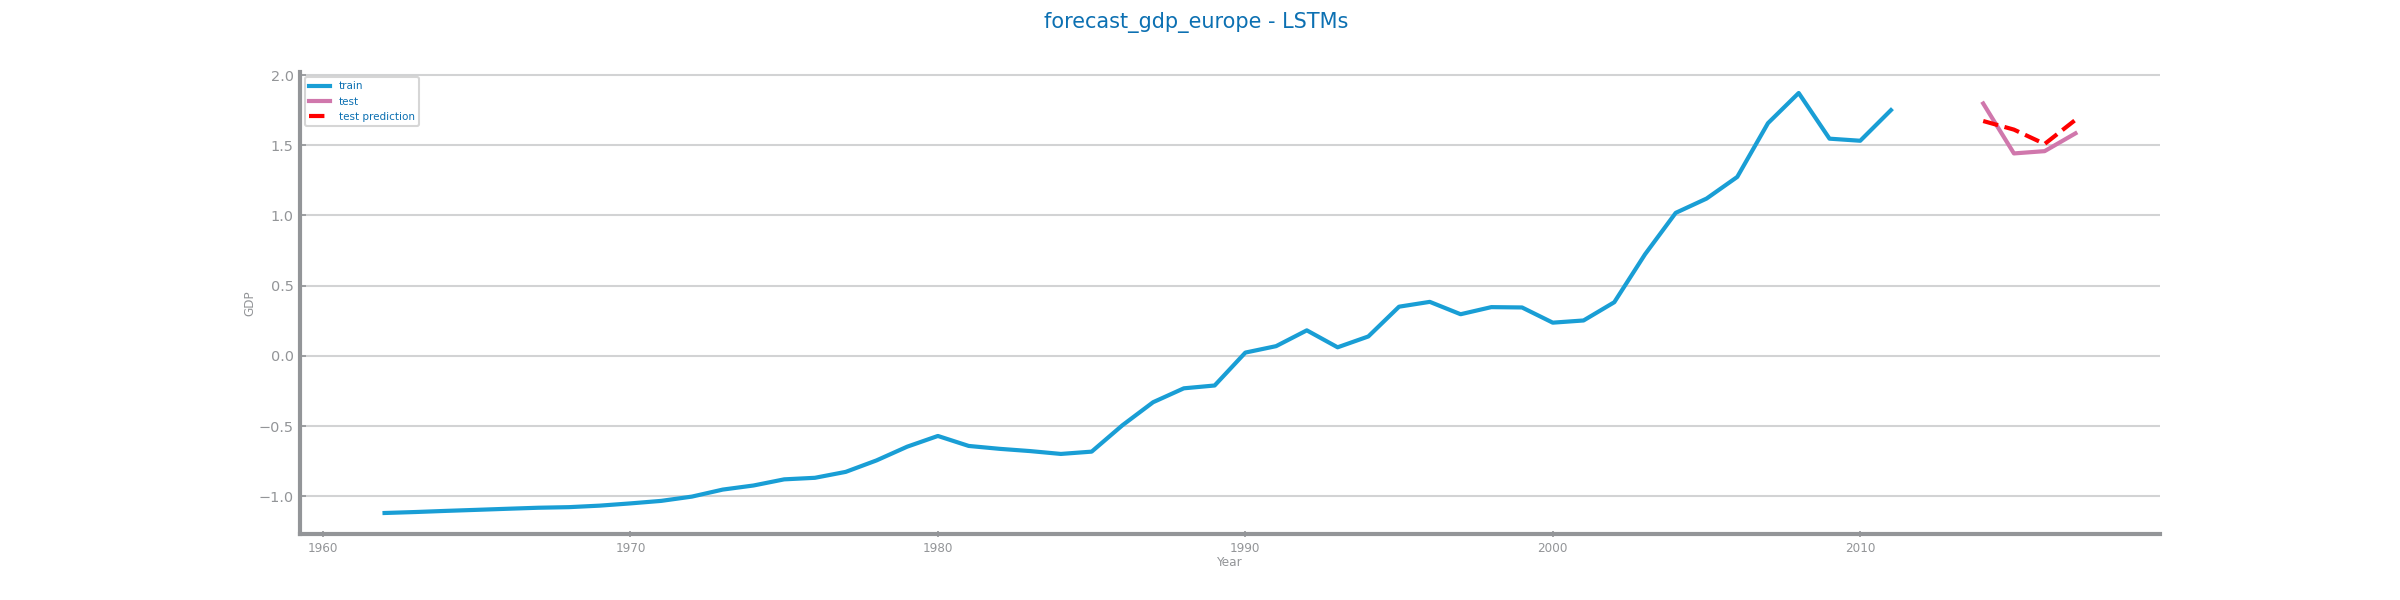 forecast_gdp_europe - LSTMs
2.0
train
test
test prediction
1.5
1.0
0.5
GDP
0.0
−0.5
−1.0
1960 1970 1980 1990 2000 2010
Year